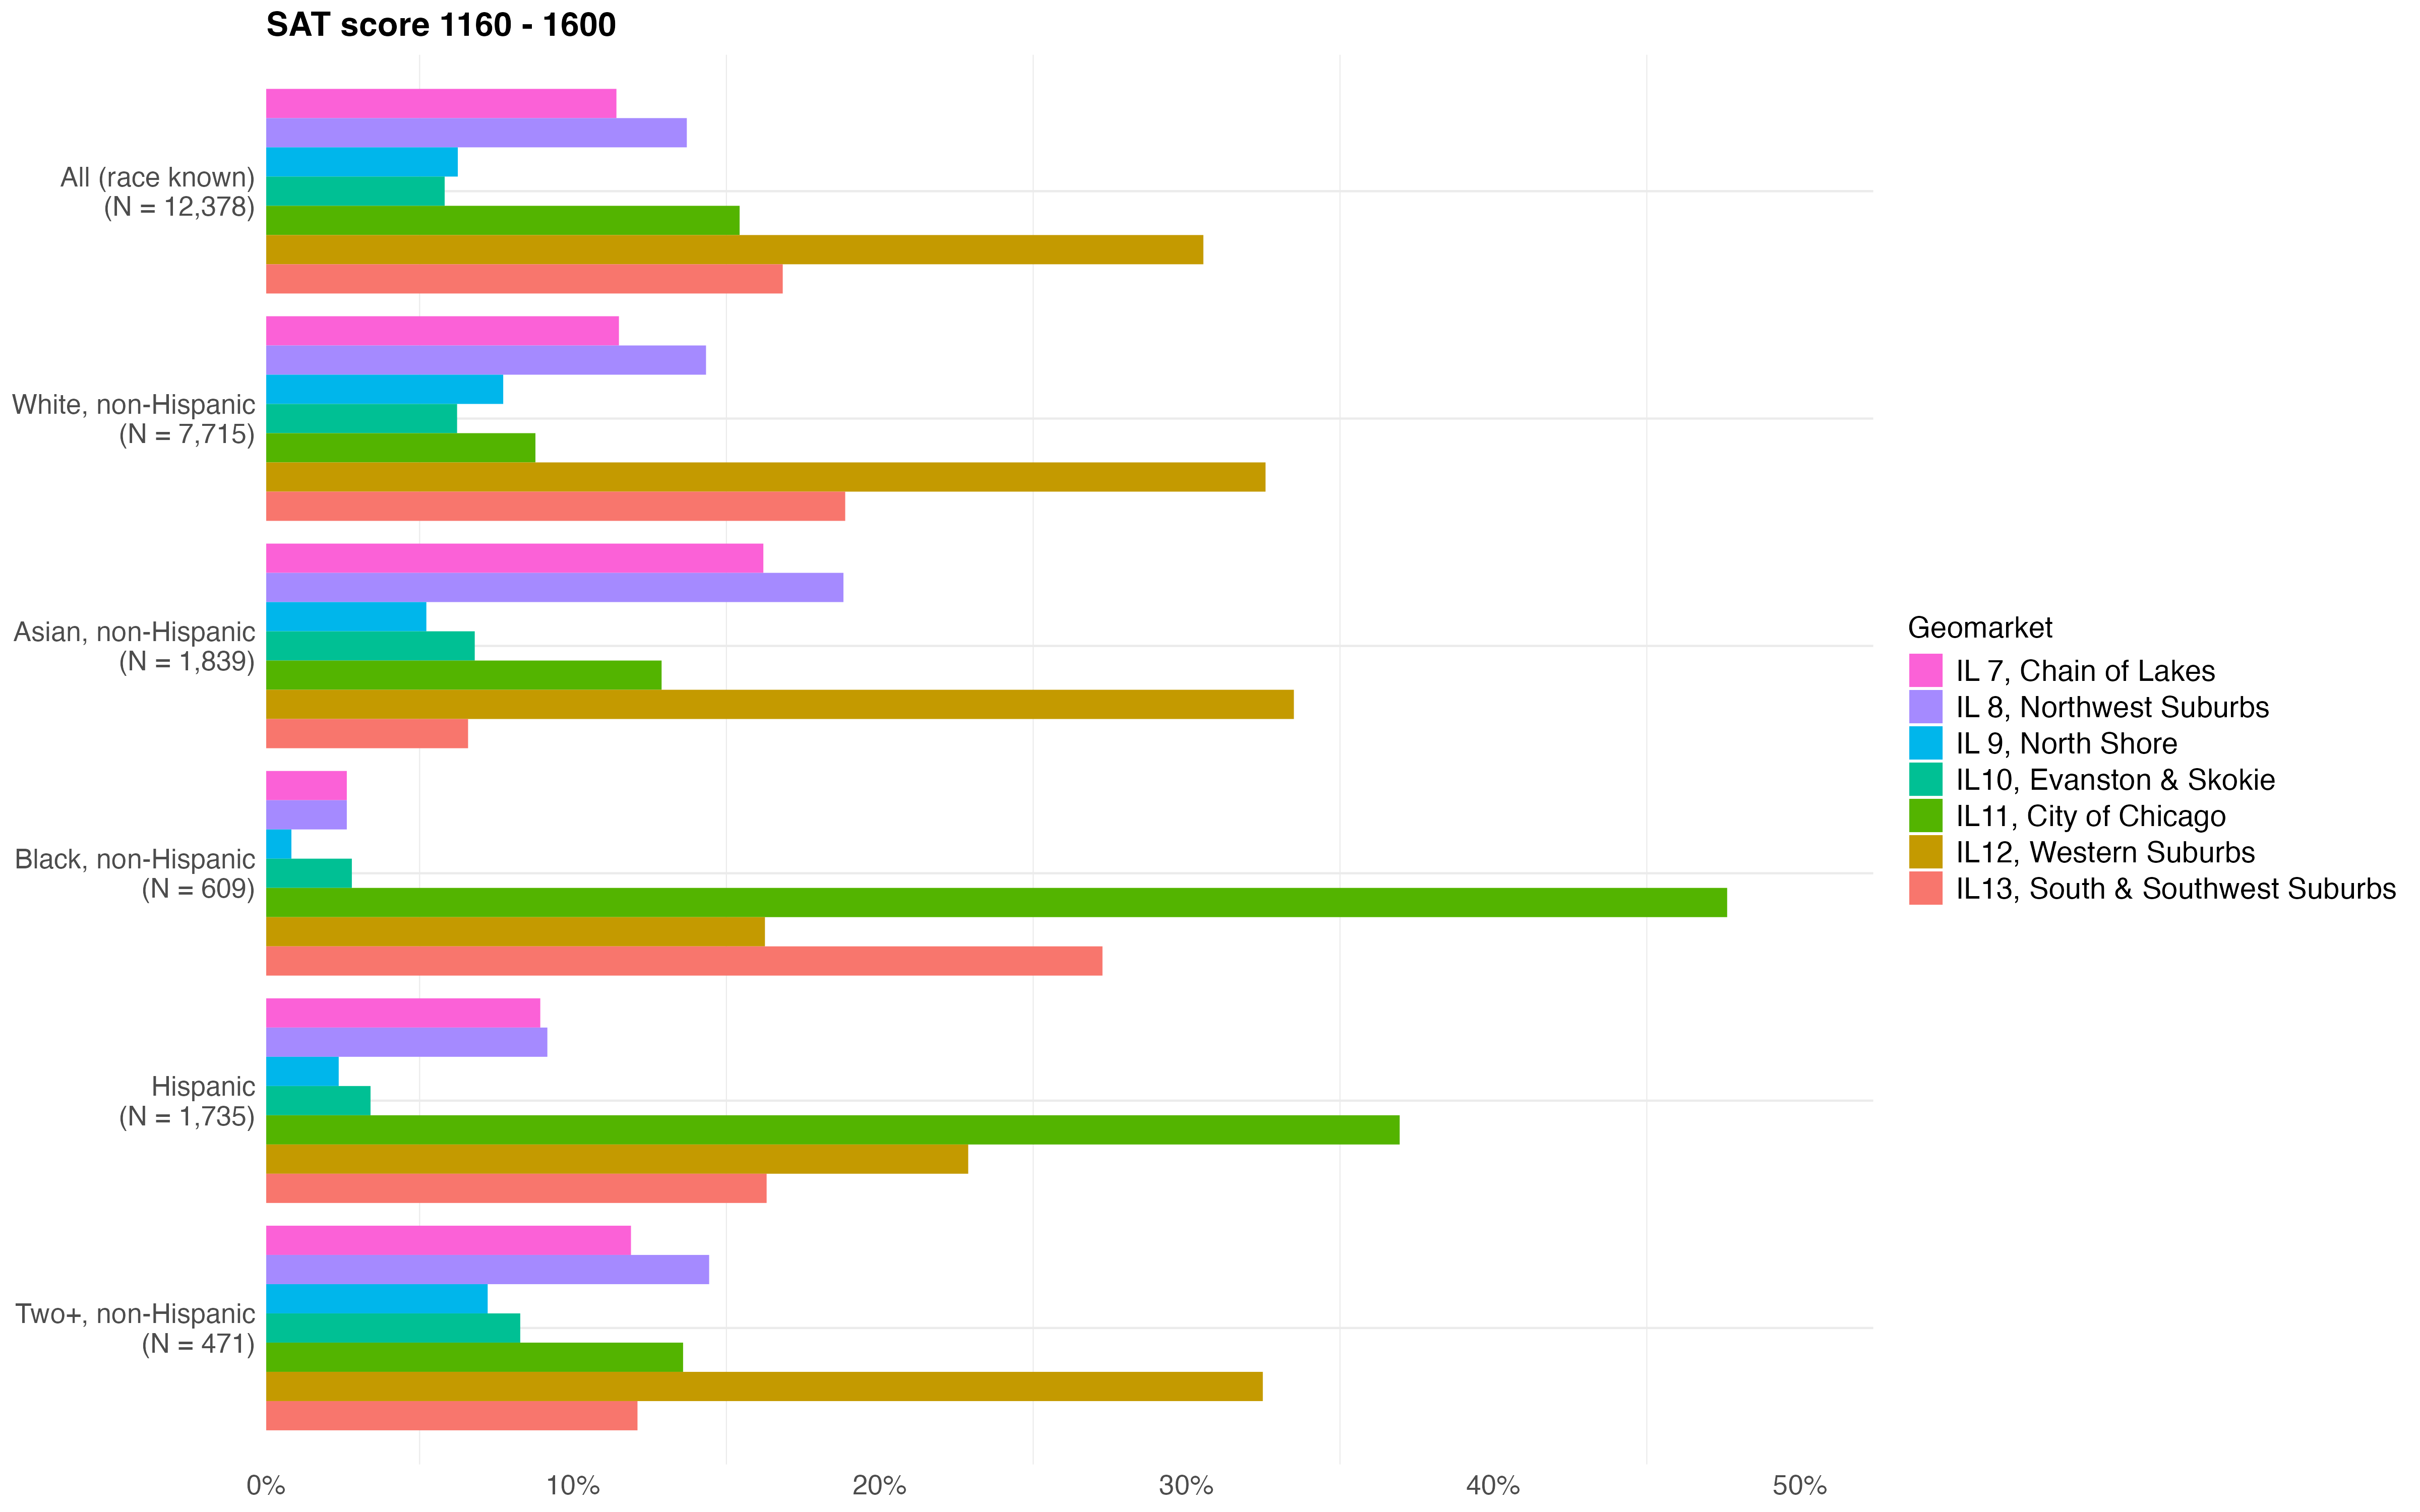 SAT score 1160 - 1600
All (race known)
(N = 12,378)
White, non-Hispanic
(N = 7,715)
Asian, non-Hispanic
(N = 1,839)
Black, non-Hispanic
(N = 609)
Hispanic
(N = 1,735)
Two+, non-Hispanic
(N = 471)
0% 10% 20% 30% 40% 50%
Geomarket
IL 7, Chain of Lakes
IL 8, Northwest Suburbs
IL 9, North Shore
IL10, Evanston & Skokie
IL11, City of Chicago
IL12, Western Suburbs
IL13, South & Southwest Suburbs